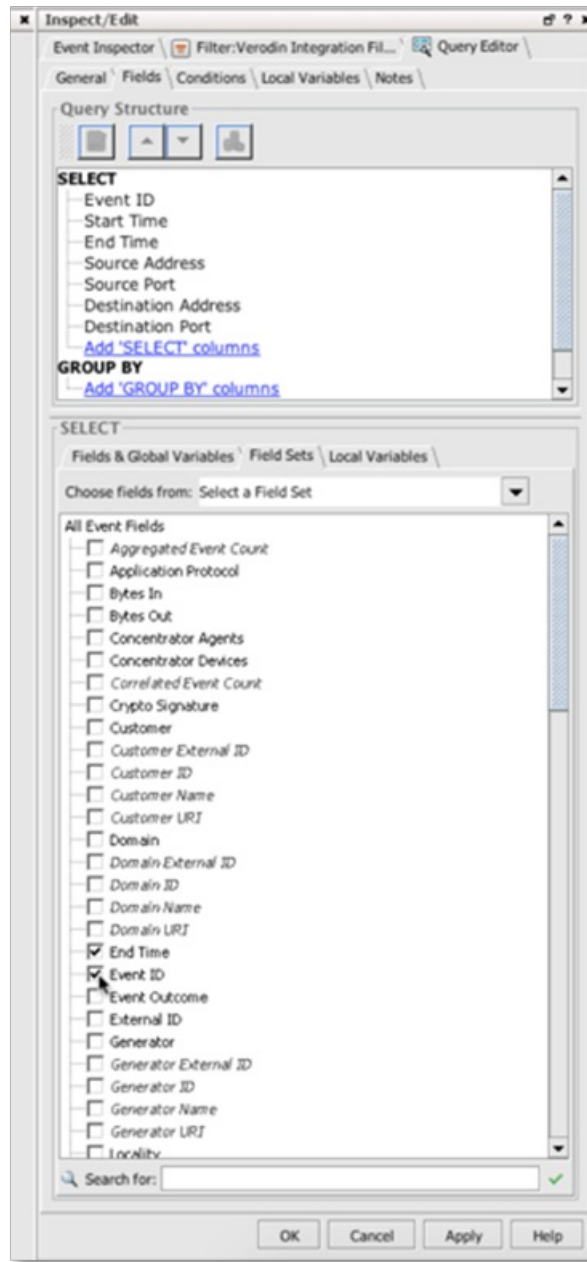 Inspect/Edit
Event Inspector Filter:Verodin Integration Fil... Query Editor
General Fields Conditions Local Variables Notes
Query Structure
SELECT
Event ID
Start Time
End Time
Source Address
Source Port
Destination Address
Destination Port
Add 'SELECT' columns
GROUP BY
Add 'GROUP BY' columns
SELECT
Fields & Global Variables Field Sets Local Variables
Choose fields from: Select a Field Set
All Event Fields
Aggregated Event Count
Application Protocol
Bytes In
Bytes Out
Concentrator Agents
Concentrator Devices
Correlated Event Count
Crypto Signature
Customer
Customer External ID
Customer ID
Customer Name
Customer URI
Domain
Domain External ID
Domain ID
Domain Name
Domain URI
End Time
Event ID
Event Outcome
External ID
Generator
Generator External ID
Generator ID
Generator Name
Generator URI
Locality
Search for:
OK Cancel Apply Help